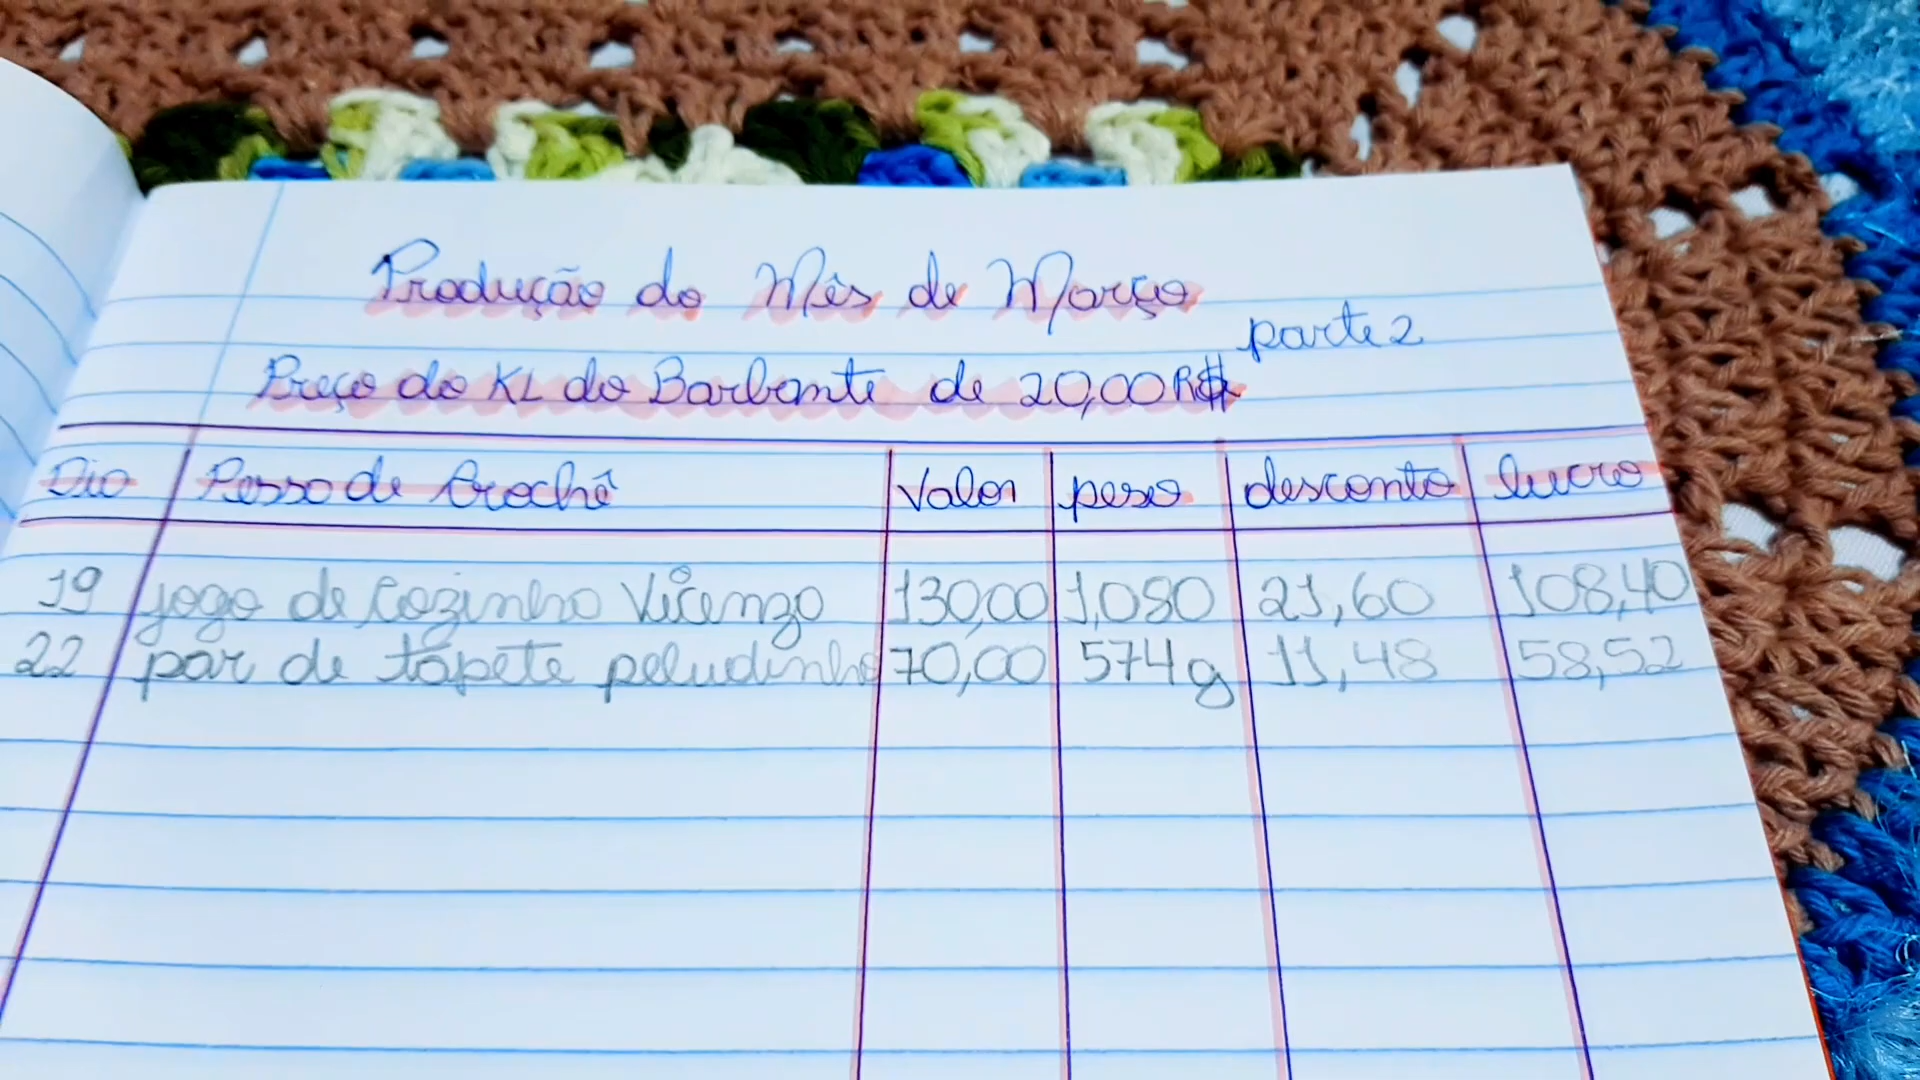 Produção do Mês de Março
parte 2
Preço do KL do Barbante de 20,00R$
Dia Pesso de Crochê Valor peso desconto lucro
19 jogo de cozinha Vicenzo 130,00 1,080 21,60 108,40
22 par de tapete peludinho 70,00 574g 11,48 58,52